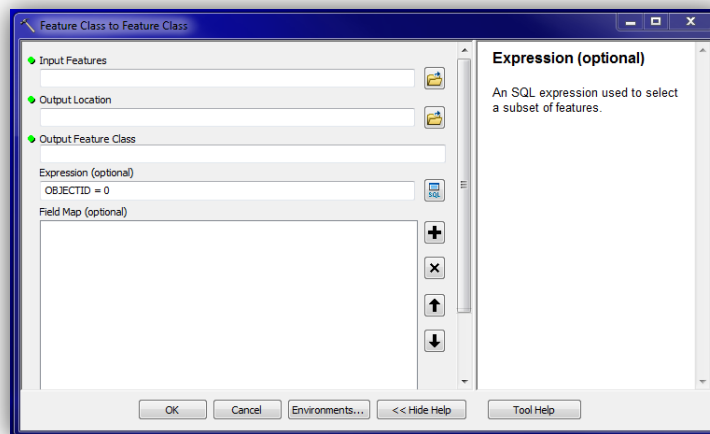 Feature Class to Feature Class
Input Features
Output Location
Output Feature Class
Expression (optional)
OBJECTID = 0
SQL
Field Map (optional)
OK
Cancel
Environments...
<< Hide Help
Tool Help
Expression (optional)
An SQL expression used to select
a subset of features.